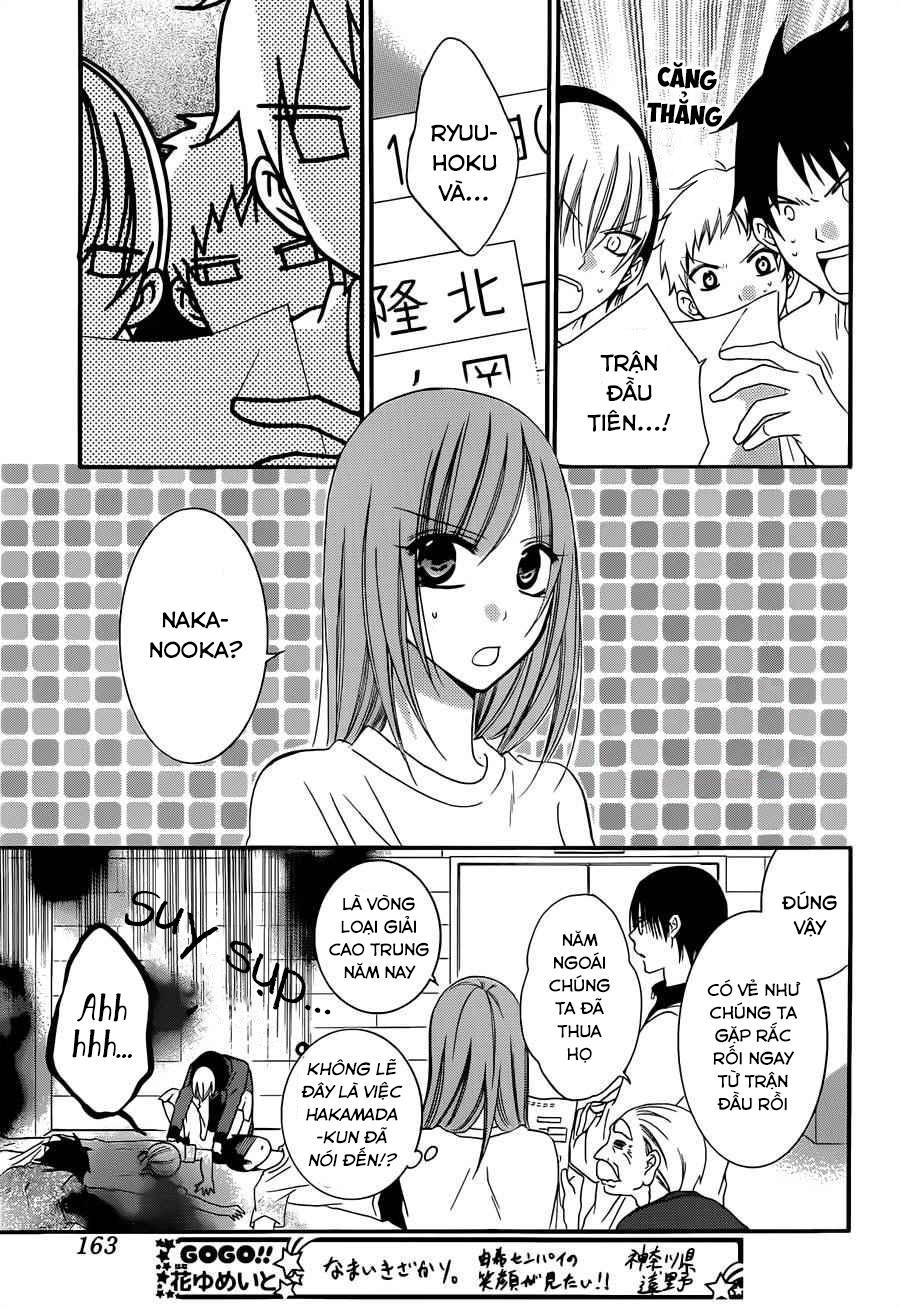 CĂNG
THẲNG
TRẬN
ĐẦU
TIÊN...!
RYUU-
HOKU
VÀ...
隆北
NAKA-
NOOKA?
ĐÚNG
VẬY
CÓ VẺ NHƯ
CHÚNG TA
GẶP RẮC
RỐI NGAY
TỪ TRẬN
ĐẦU RỒI
NĂM
NGOÁI
CHÚNG
TA ĐÃ
THUA
HỌ
LÀ VÒNG
LOẠI GIẢI
CAO TRUNG
NĂM NAY
KHÔNG LẼ
ĐÂY LÀ VIỆC
HAKAMADA
-KUN ĐÃ
NÓI ĐẾN!?
SUY SỤP...
Ahh
hhh...
163
GOGO!!
花ゆめいと
なまいきざかり。
由希センパイの
笑顔が見たい!!
神奈川県
遠野